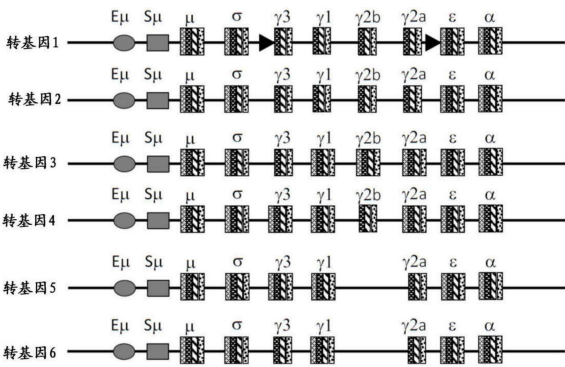 Eμ Sμ μ σ γ3 γ1 γ2b γ2a ε α
转基因1
Eμ Sμ μ σ γ3 γ1 γ2b γ2a ε α
转基因2
Eμ Sμ μ σ γ3 γ1 γ2b γ2a ε α
转基因3
Eμ Sμ μ σ γ3 γ1 γ2b γ2a ε α
转基因4
Eμ Sμ μ σ γ3 γ1 γ2a ε α
转基因5
Eμ Sμ μ σ γ3 γ1 γ2a ε α
转基因6